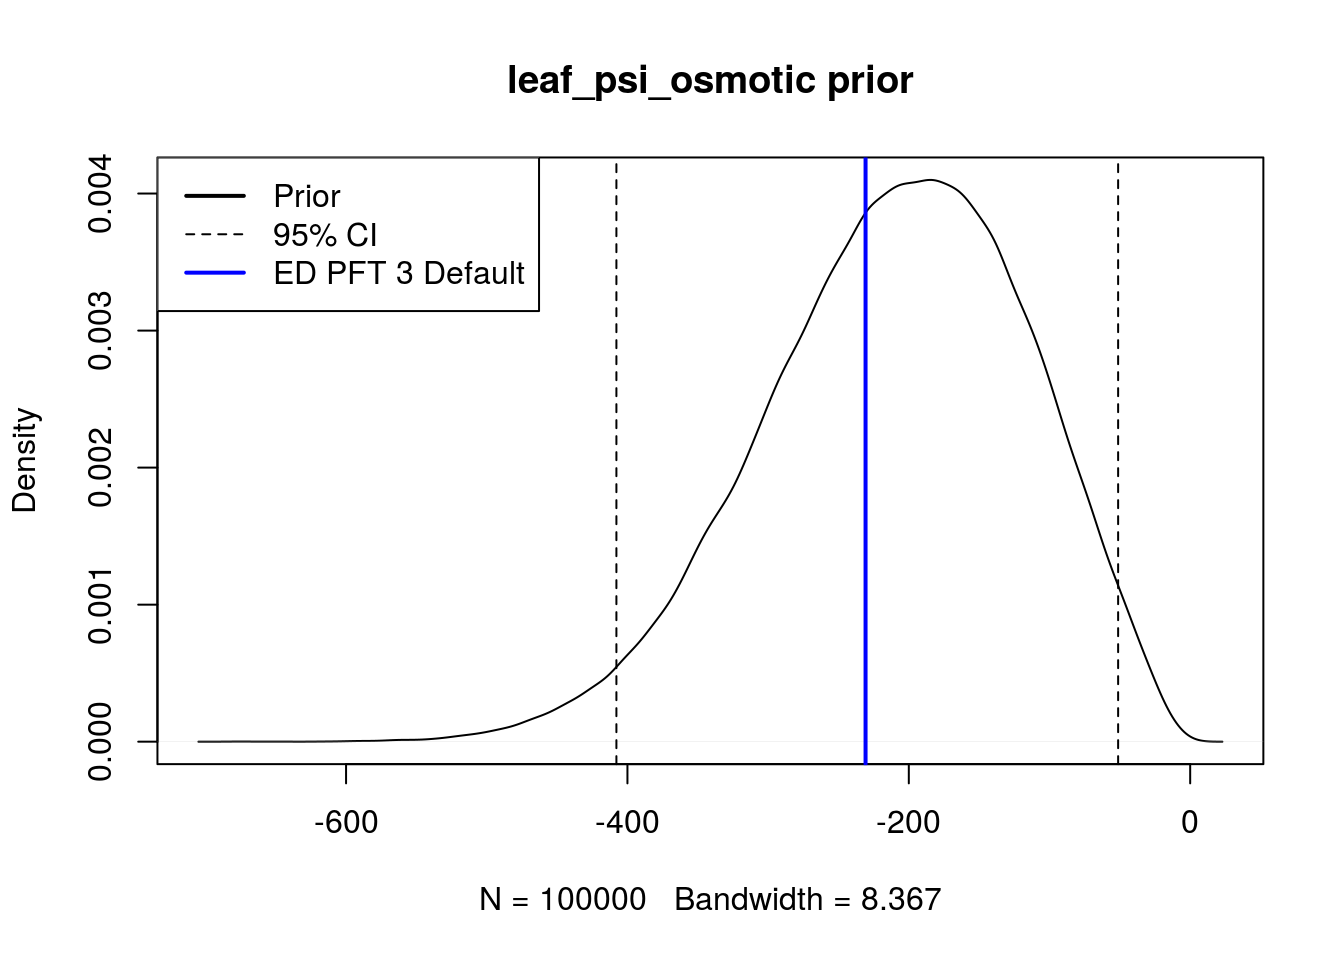 leaf_psi_osmotic prior
Prior
95% CI
ED PFT 3 Default
Density
0.004
0.003
0.002
0.001
0.000
-600 -400 -200 0
N = 100000 Bandwidth = 8.367